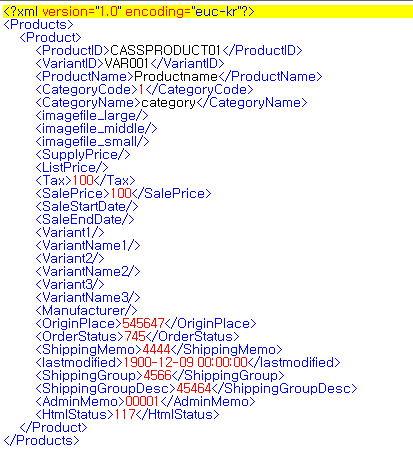 <?xml version="1.0" encoding="euc-kr"?>
<Products>
<Product>
<ProductID>CASSPRODUCT01</ProductID>
<VariantID>VAR001</VariantID>
<ProductName>Productname</ProductName>
<CategoryCode>1</CategoryCode>
<CategoryName>category</CategoryName>
<imagefile_large/>
<imagefile_middle/>
<imagefile_small/>
<SupplyPrice/>
<ListPrice/>
<Tax>100</Tax>
<SalePrice>100</SalePrice>
<SaleStartDate/>
<SaleEndDate/>
<Variant1/>
<VariantName1/>
<Variant2/>
<VariantName2/>
<Variant3/>
<VariantName3/>
<Manufacturer/>
<OriginPlace>545647</OriginPlace>
<OrderStatus>745</OrderStatus>
<ShippingMemo>4444</ShippingMemo>
<lastmodified>1900-12-09 00:00:00</lastmodified>
<ShippingGroup>4566</ShippingGroup>
<ShippingGroupDesc>45464</ShippingGroupDesc>
<AdminMemo>00001</AdminMemo>
<HtmlStatus>117</HtmlStatus>
</Product>
</Products>